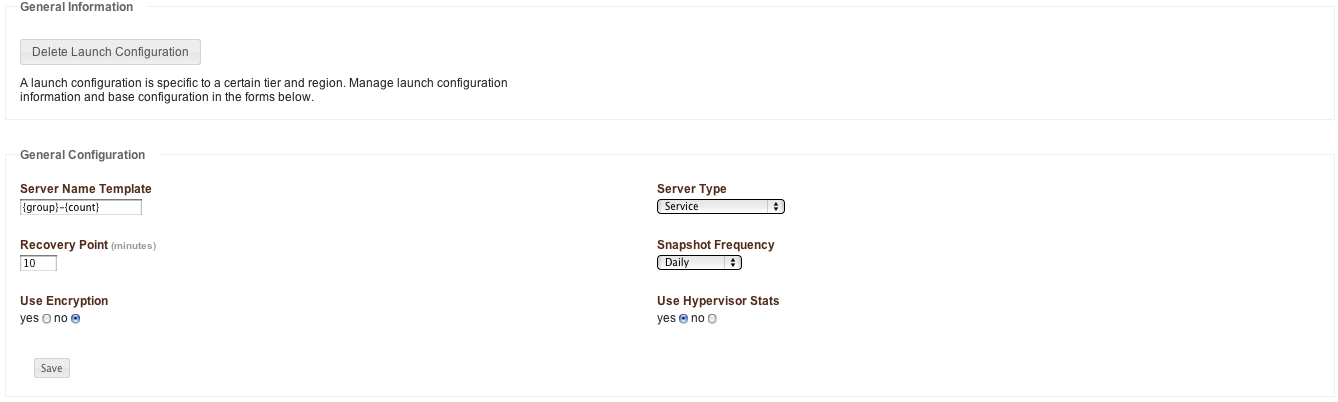 General Information
Delete Launch Configuration
A launch configuration is specific to a certain tier and region. Manage launch configuration
information and base configuration in the forms below.
General Configuration
Server Name Template
{group}-{count}
Server Type
Service
Recovery Point (minutes)
10
Snapshot Frequency
Daily
Use Encryption
yes no
Use Hypervisor Stats
yes no
Save